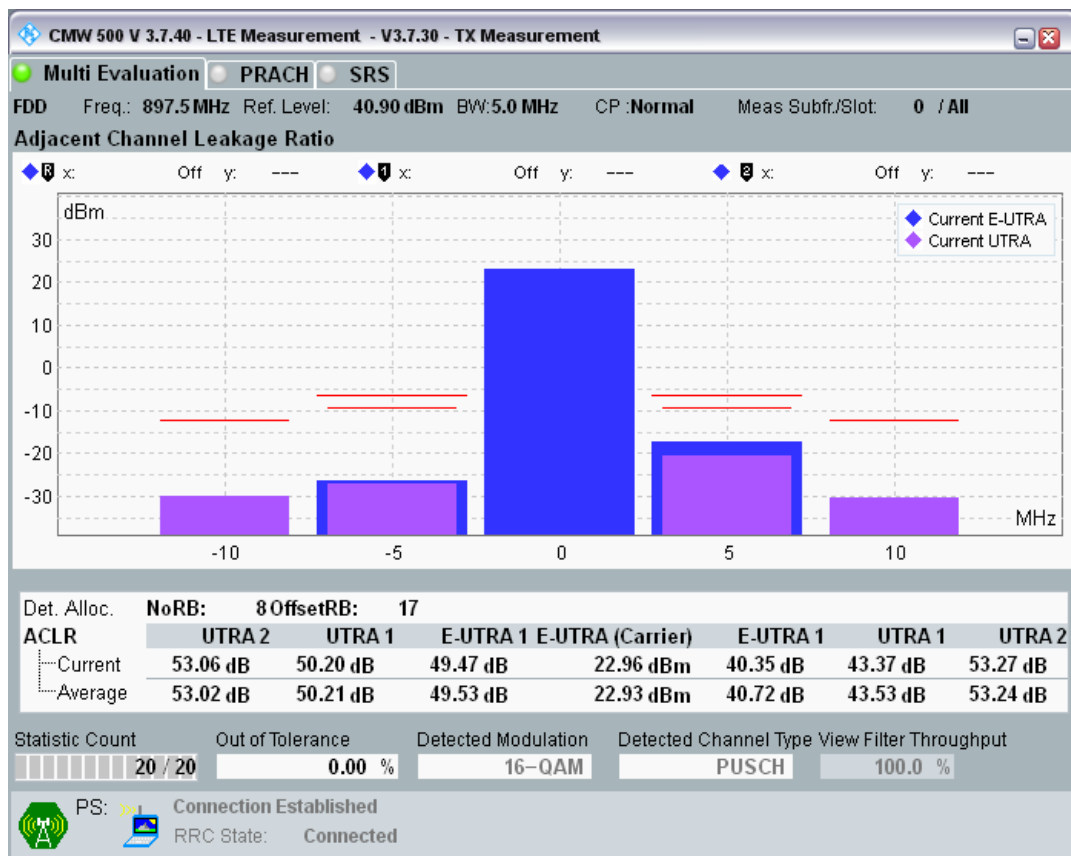 CMW 500 V 3.7.40 - LTE Measurement - V3.7.30 - TX Measurement
Multi Evaluation PRACH SRS
FDD Freq.: 897.5 MHz Ref. Level: 40.90 dBm BW:5.0 MHz CP :Normal Meas Subfr./Slot: 0 / All
Adjacent Channel Leakage Ratio
R x: Off y: --- 1 x: Off y: --- 2 x: Off y: ---
dBm
Current E-UTRA
Current UTRA
30
20
10
0
-10
-20
-30
MHz
-10 -5 0 5 10
Det. Alloc. NoRB: 8 OffsetRB: 17
ACLR UTRA 2 UTRA 1 E-UTRA 1 E-UTRA (Carrier) E-UTRA 1 UTRA 1 UTRA 2
Current 53.06 dB 50.20 dB 49.47 dB 22.96 dBm 40.35 dB 43.37 dB 53.27 dB
Average 53.02 dB 50.21 dB 49.53 dB 22.93 dBm 40.72 dB 43.53 dB 53.24 dB
Statistic Count Out of Tolerance Detected Modulation Detected Channel Type View Filter Throughput
20 / 20 0.00 % 16-QAM PUSCH 100.0 %
PS: Connection Established
RRC State: Connected